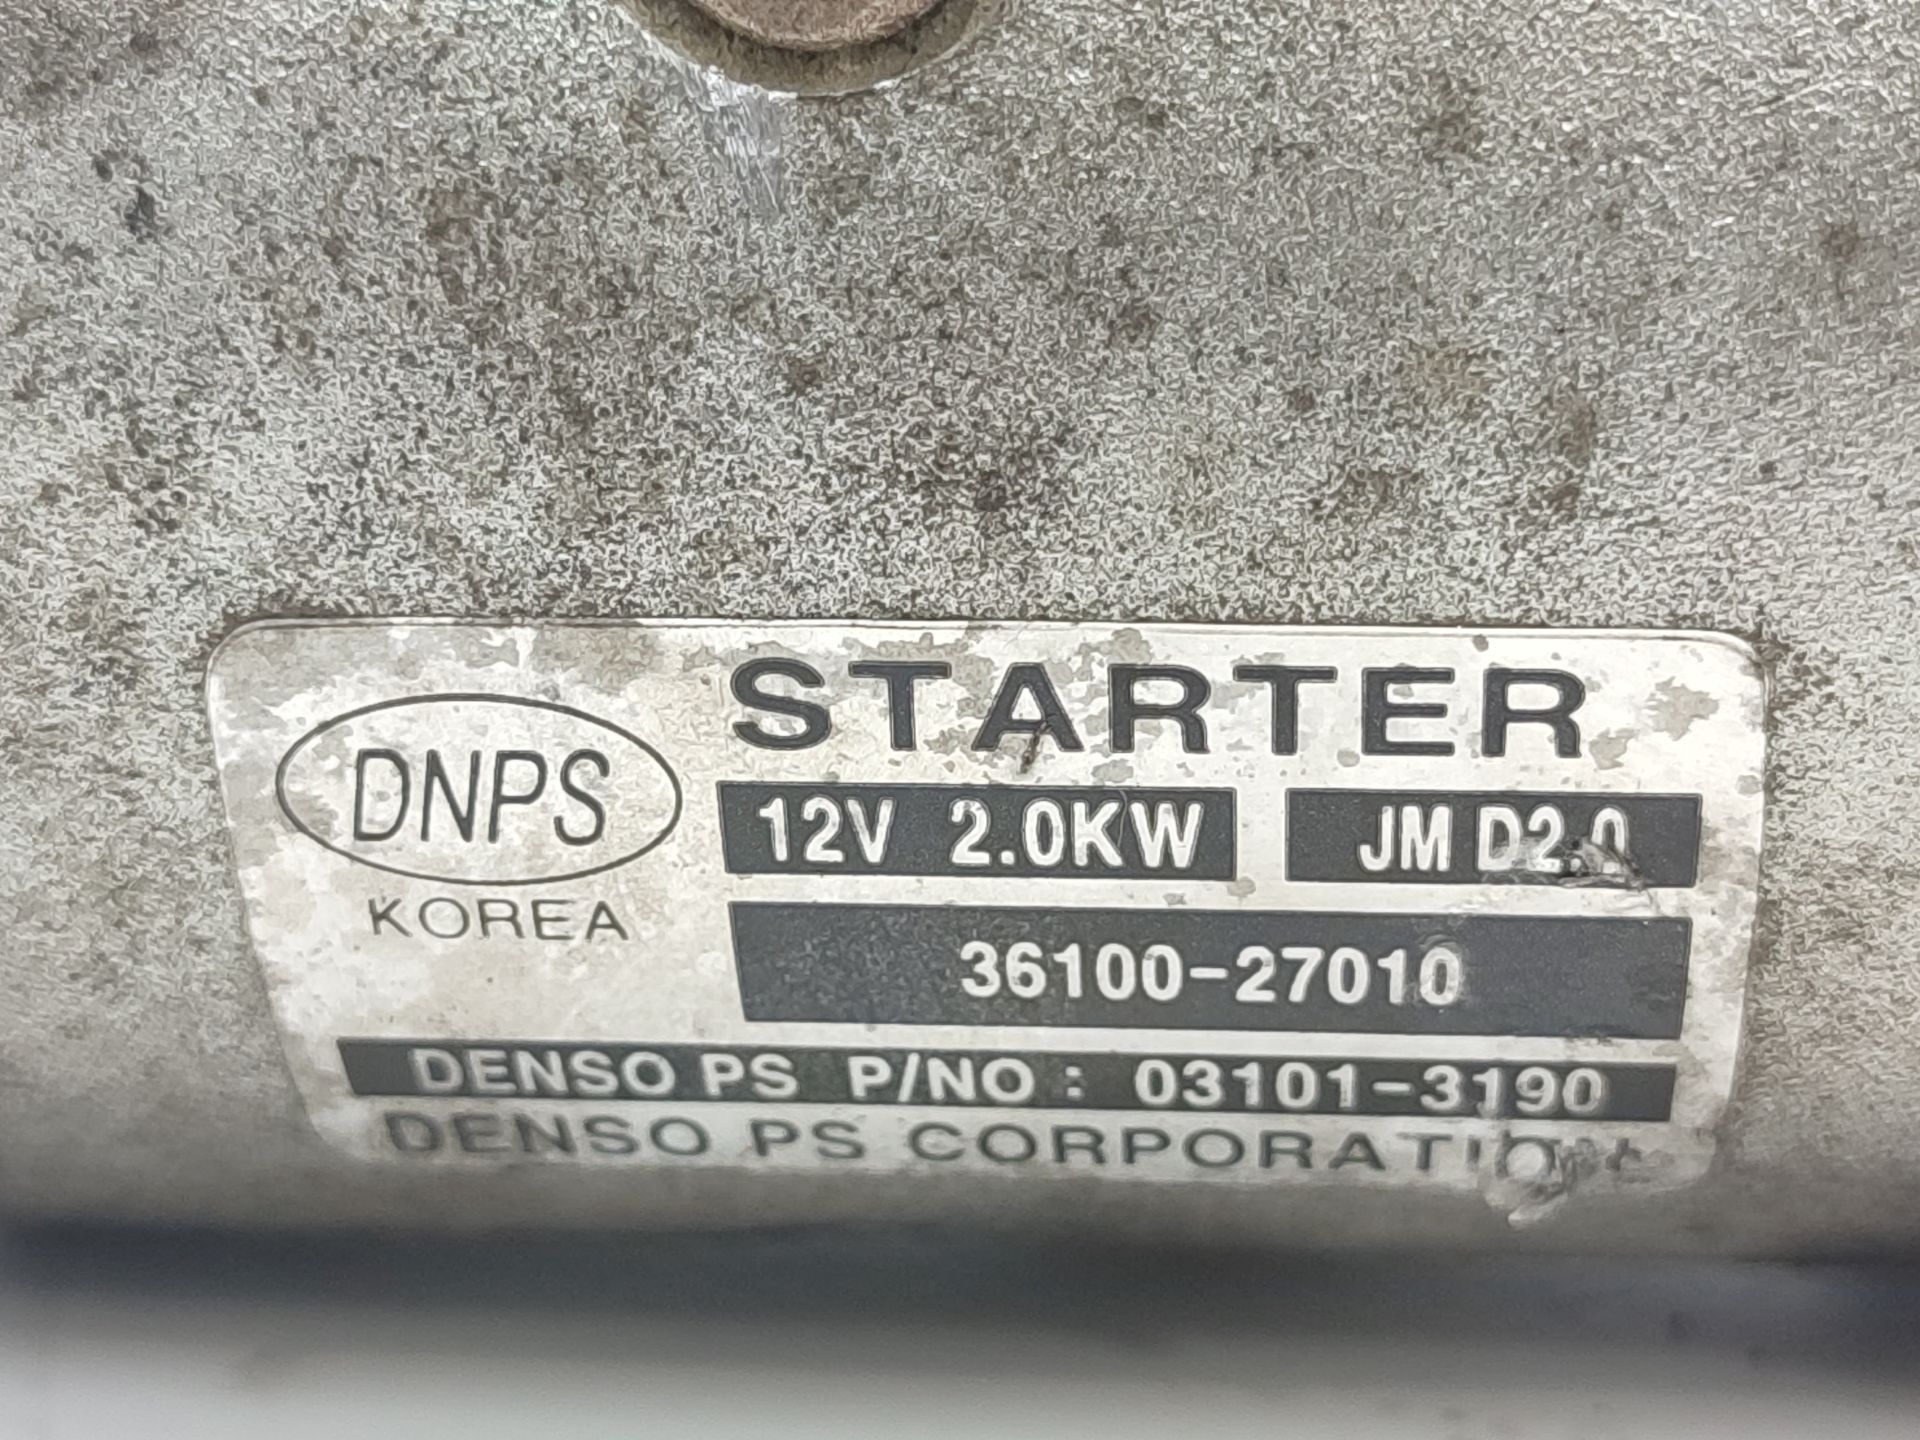 STARTER
DNPS
KOREA
12V 2.0KW
JM D2.0
36100-27010
DENSO PS P/NO : 03101-3190
DENSO PS CORPORATION